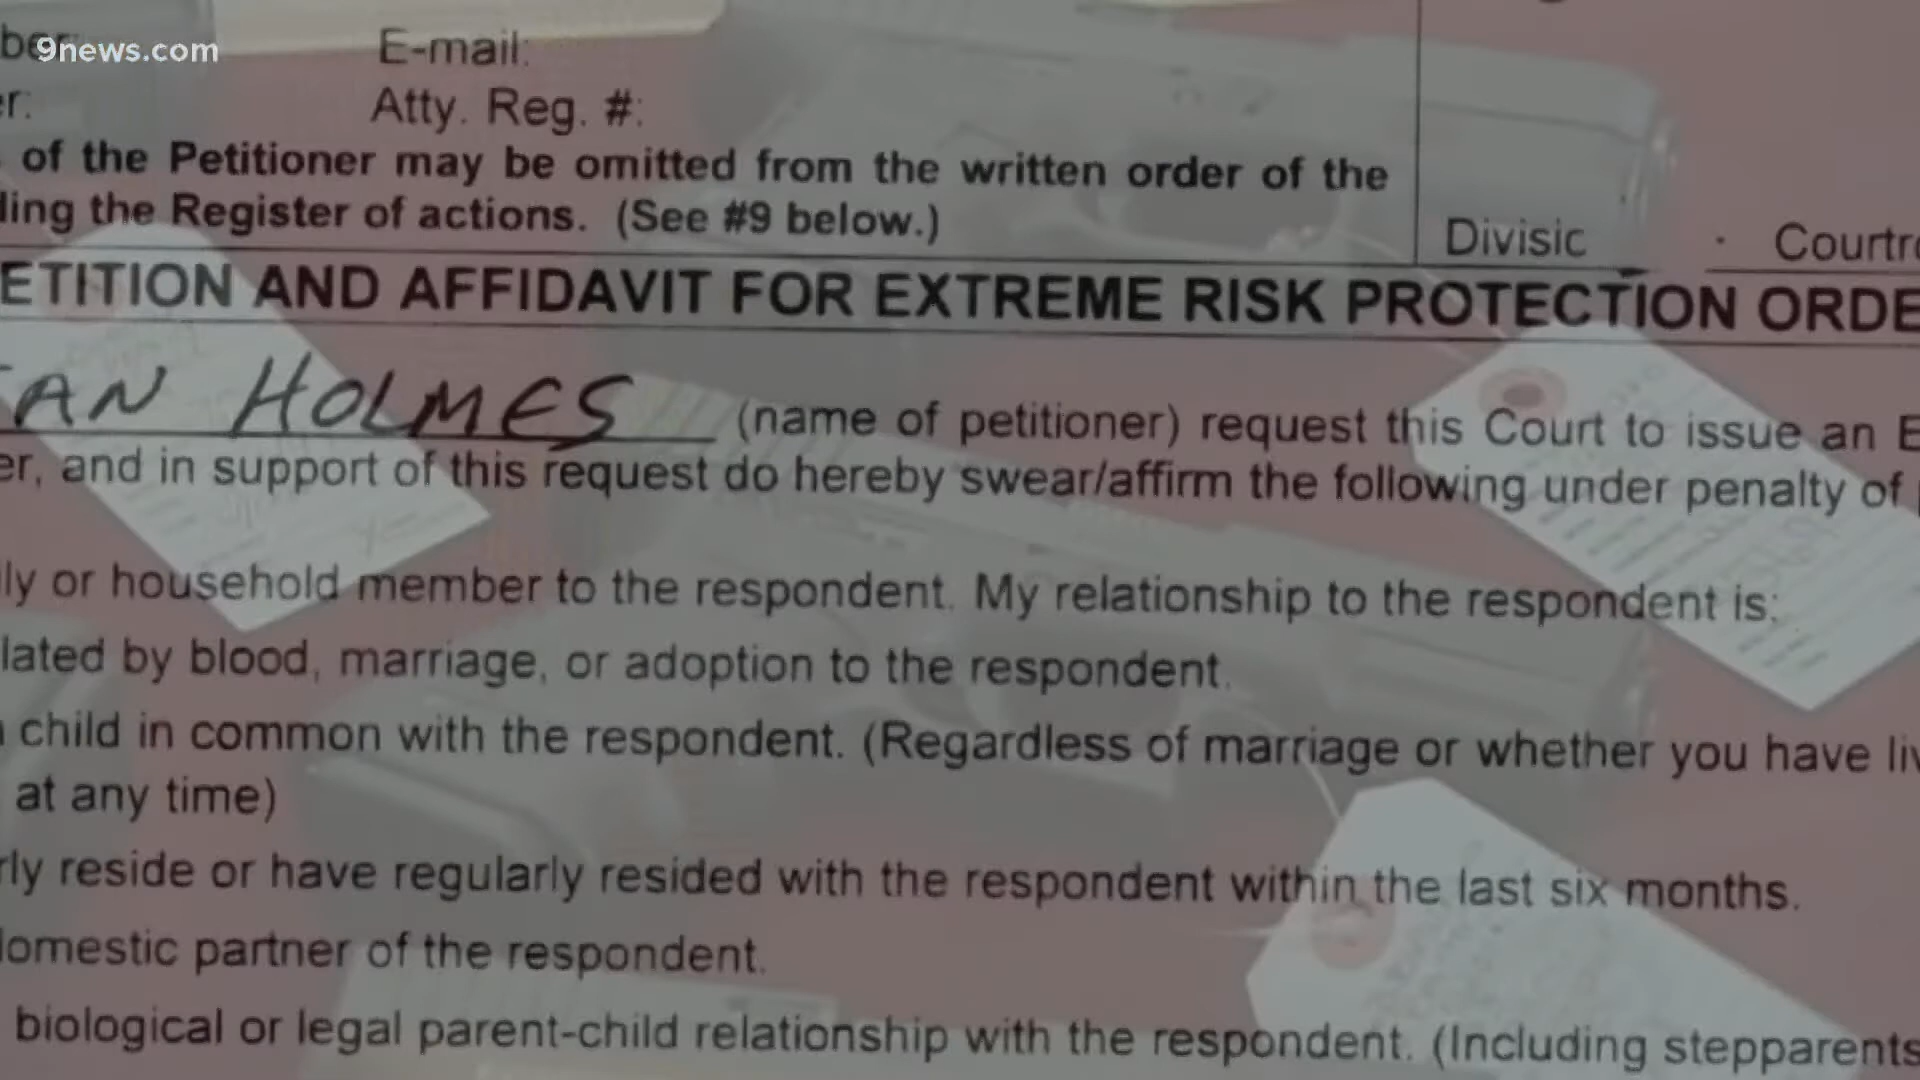 9news.com
E-mail:
Atty. Reg. #:
of the Petitioner may be omitted from the written order of the
the Register of actions. (See #9 below.)
Divisic
Courtro
ETITION AND AFFIDAVIT FOR EXTREME RISK PROTECTION ORDE
AN HOLMES (name of petitioner) request this Court to issue an E
er, and in support of this request do hereby swear/affirm the following under penalty of
ly or household member to the respondent. My relationship to the respondent is:
lated by blood, marriage, or adoption to the respondent.
child in common with the respondent. (Regardless of marriage or whether you have liv
at any time)
rly reside or have regularly resided with the respondent within the last six months.
domestic partner of the respondent.
biological or legal parent-child relationship with the respondent. (Including stepparents